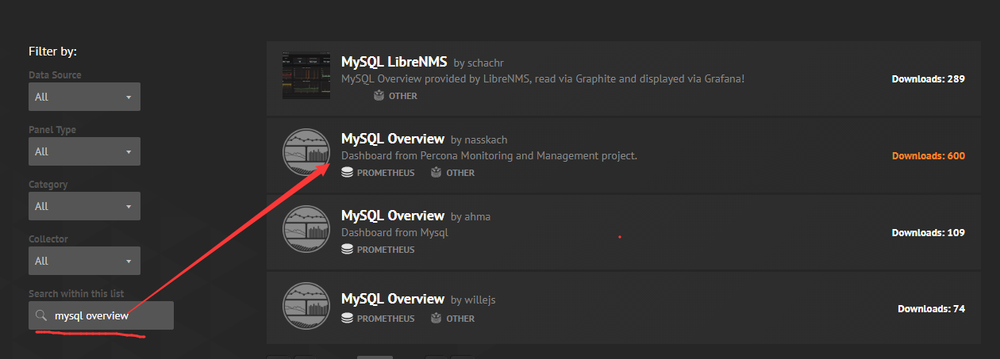 Filter by:
Data Source
All
Panel Type
All
Category
All
Collector
All
Search within this list
mysql overview
MySQL LibreNMS by schachr
MySQL Overview provided by LibreNMS, read via Graphite and displayed via Grafana!
OTHER
Downloads: 289
MySQL Overview by nasskach
Dashboard from Percona Monitoring and Management project.
PROMETHEUS OTHER
Downloads: 600
MySQL Overview by ahma
Dashboard from Mysql
PROMETHEUS
Downloads: 109
MySQL Overview by willejs
PROMETHEUS OTHER
Downloads: 74